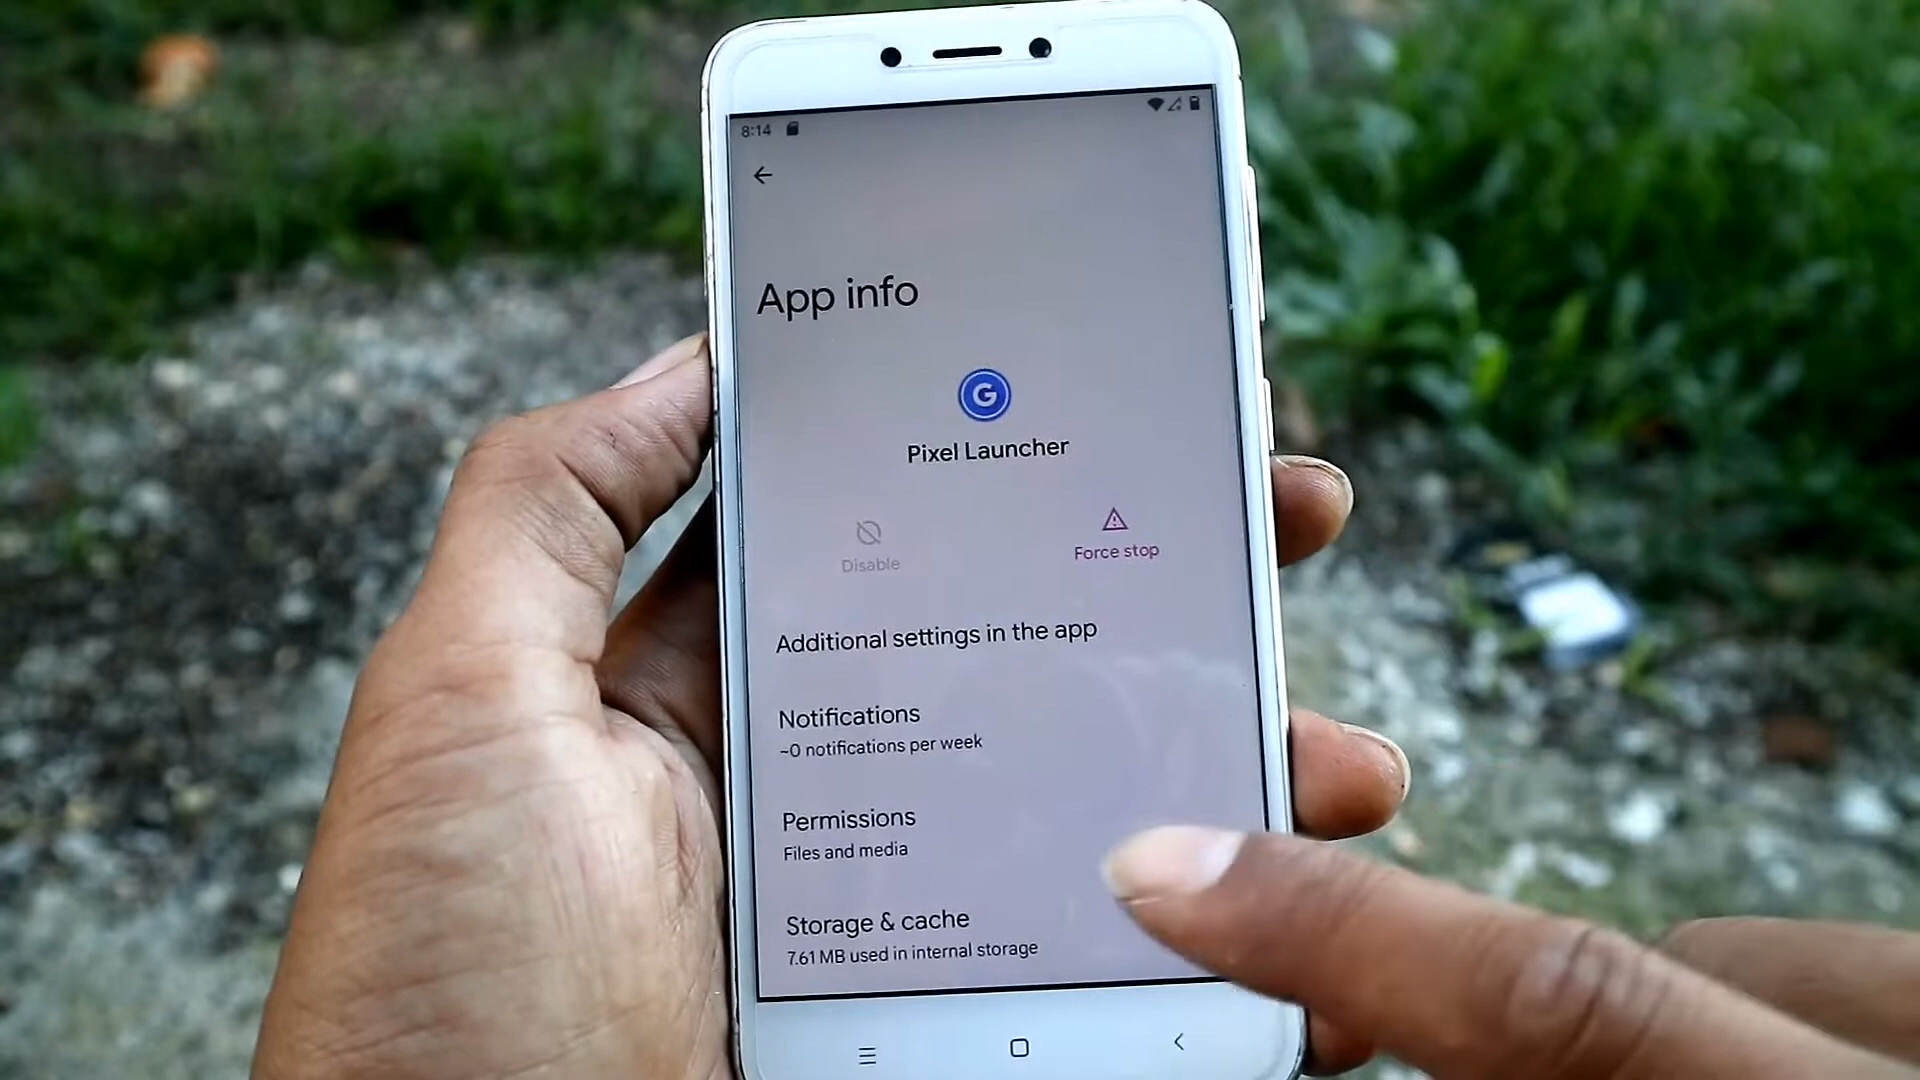 8:14
App info
G
Pixel Launcher
Disable
Force stop
Additional settings in the app
Notifications
~0 notifications per week
Permissions
Files and media
Storage & cache
7.61 MB used in internal storage